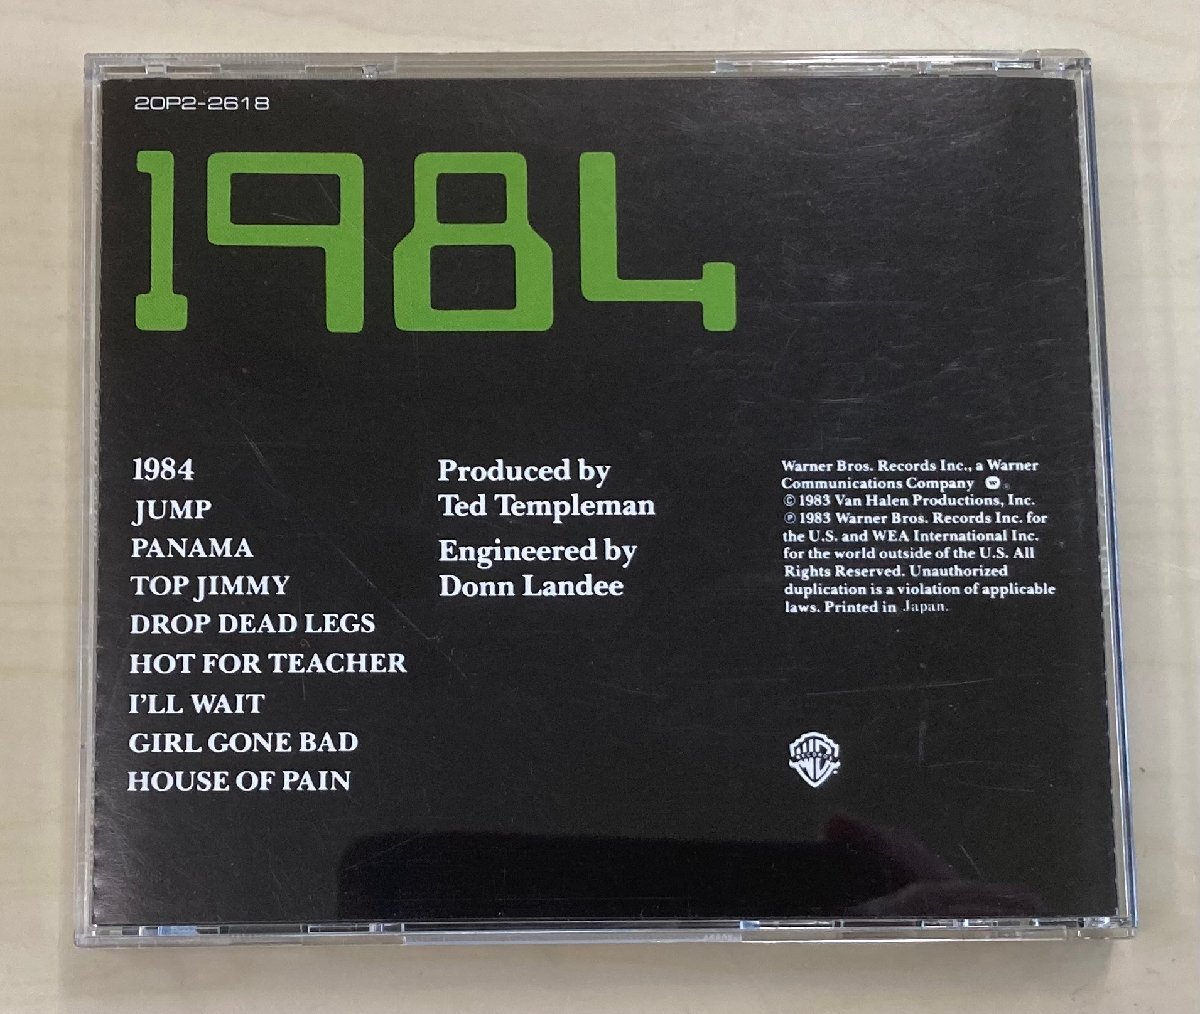 20P2-2618
1984
1984
JUMP
PANAMA
TOP JIMMY
DROP DEAD LEGS
HOT FOR TEACHER
I'LL WAIT
GIRL GONE BAD
HOUSE OF PAIN
Produced by
Ted Templeman
Engineered by
Donn Landee
Warner Bros. Records Inc., a Warner
Communications Company
© 1983 Van Halen Productions, Inc.
℗ 1983 Warner Bros. Records Inc. for
the U.S. and WEA International Inc.
for the world outside of the U.S. All
Rights Reserved. Unauthorized
duplication is a violation of applicable
laws. Printed in Japan.
WB
RECORDS